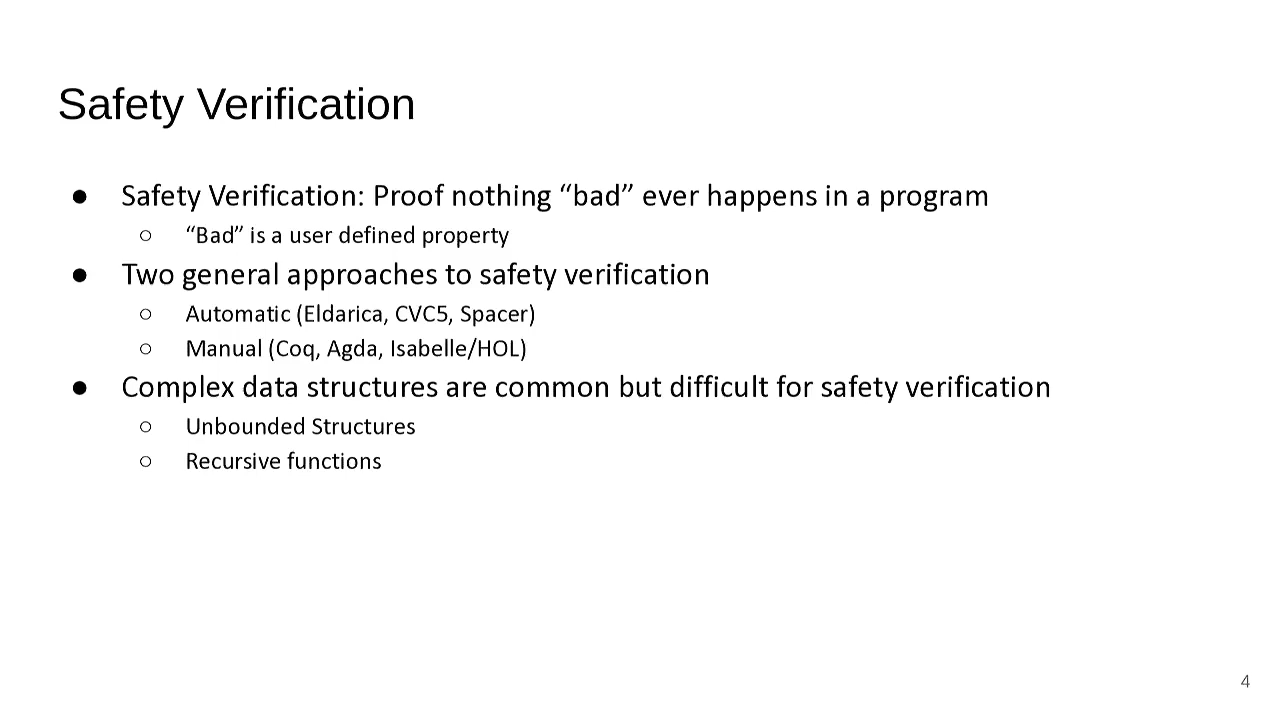 Safety Verification
● Safety Verification: Proof nothing “bad” ever happens in a program
○ “Bad” is a user defined property
● Two general approaches to safety verification
○ Automatic (Eldarica, CVC5, Spacer)
○ Manual (Coq, Agda, Isabelle/HOL)
● Complex data structures are common but difficult for safety verification
○ Unbounded Structures
○ Recursive functions
4